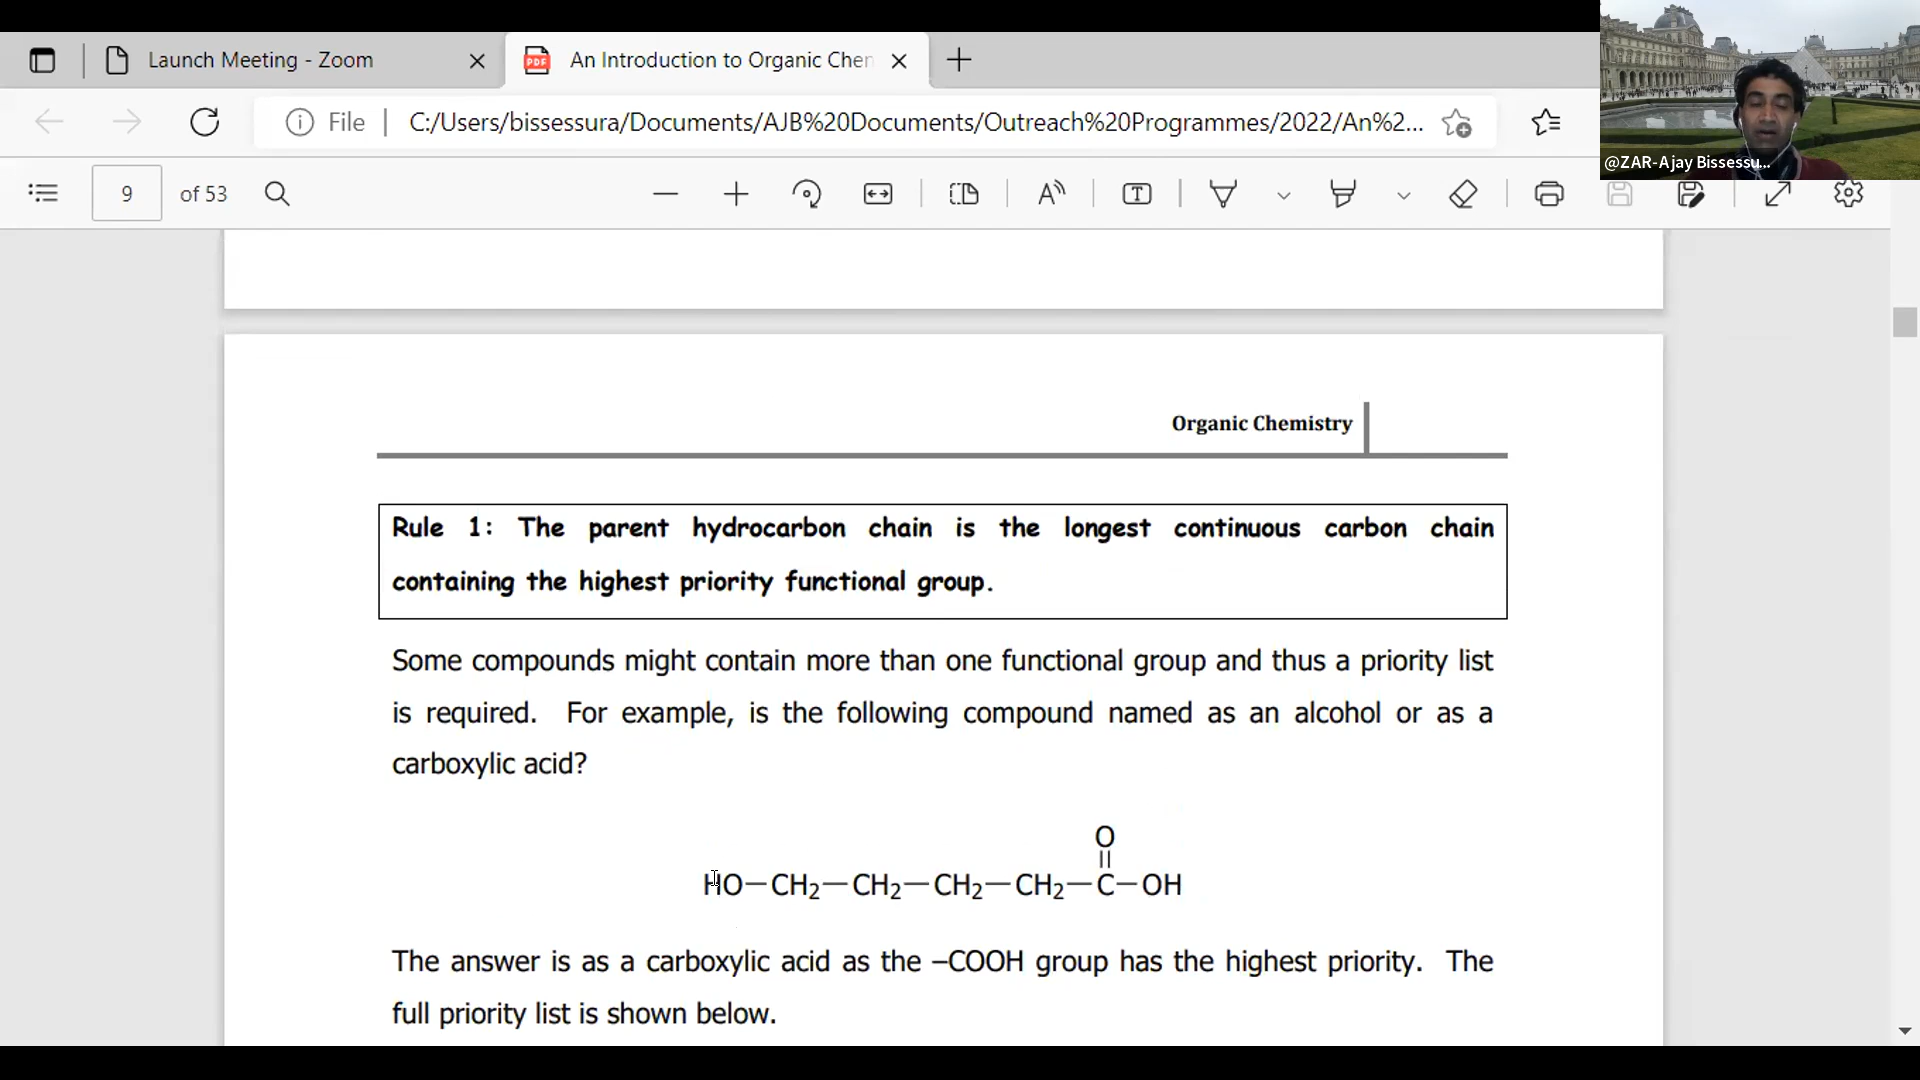 Launch Meeting - Zoom
An Introduction to Organic Chen
File
C:/Users/bissessura/Documents/AJB%20Documents/Outreach%20Programmes/2022/An%2...
@ZAR-Ajay Bissessu...
9 of 53
Organic Chemistry
Rule 1: The parent hydrocarbon chain is the longest continuous carbon chain
containing the highest priority functional group.
Some compounds might contain more than one functional group and thus a priority list
is required. For example, is the following compound named as an alcohol or as a
carboxylic acid?
O
HO—CH₂—CH₂—CH₂—CH₂—C—OH
The answer is as a carboxylic acid as the –COOH group has the highest priority. The
full priority list is shown below.